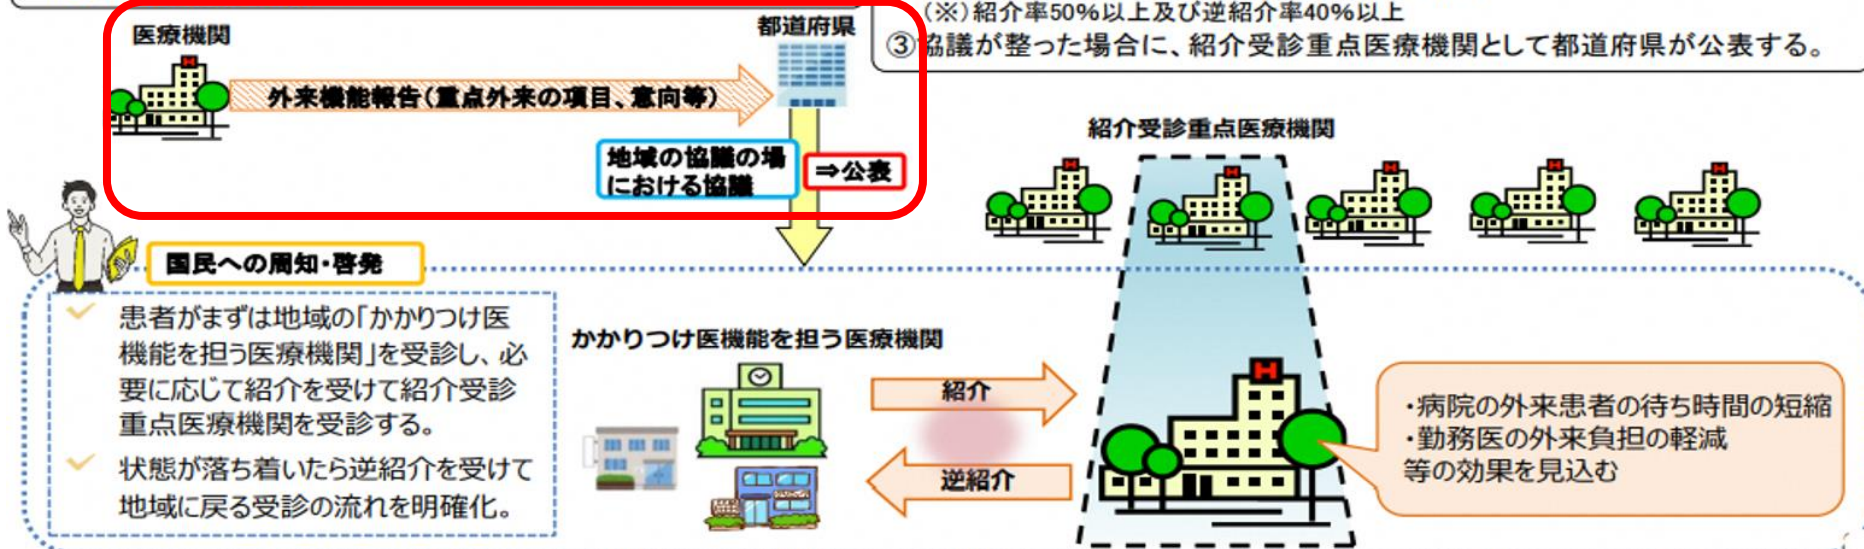 (※)紹介率50%以上及び逆紹介率40%以上
③協議が整った場合に、紹介受診重点医療機関として都道府県が公表する。
医療機関
都道府県
外来機能報告(重点外来の項目、意向等)
地域の協議の場
における協議
⇒公表
紹介受診重点医療機関
H
H
H
H
H
H
国民への周知・啓発
患者がまずは地域の「かかりつけ医
機能を担う医療機関」を受診し、必
要に応じて紹介を受けて紹介受診
重点医療機関を受診する。
状態が落ち着いたら逆紹介を受けて
地域に戻る受診の流れを明確化。
かかりつけ医機能を担う医療機関
紹介
逆紹介
H
・病院の外来患者の待ち時間の短縮
・勤務医の外来負担の軽減
等の効果を見込む